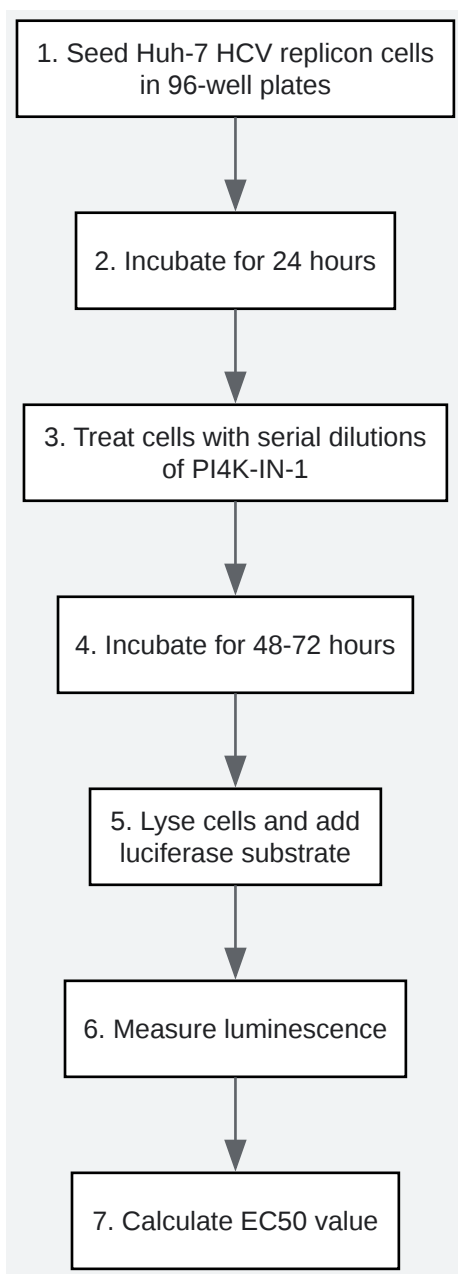 1. Seed Huh-7 HCV replicon cells
in 96-well plates
2. Incubate for 24 hours
3. Treat cells with serial dilutions
of PI4K-IN-1
4. Incubate for 48-72 hours
5. Lyse cells and add
luciferase substrate
6. Measure luminescence
7. Calculate EC50 value